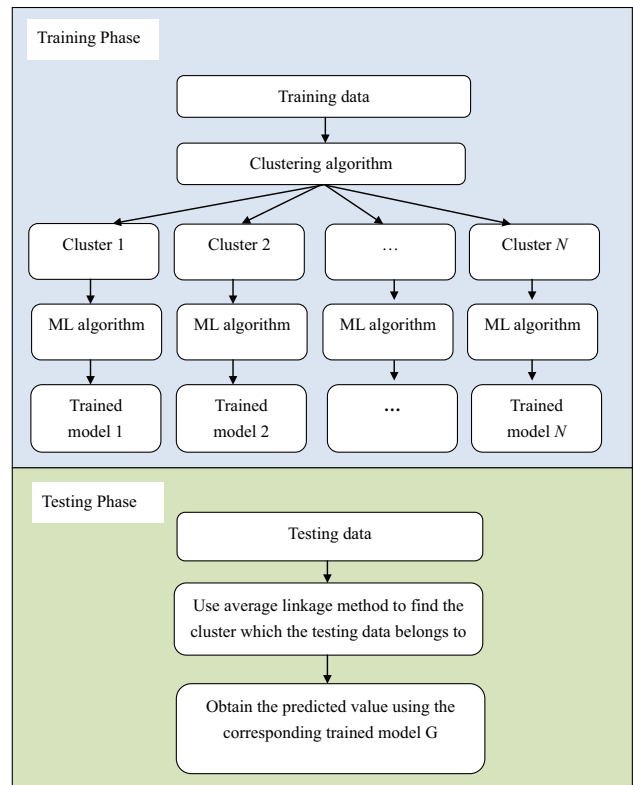 Training Phase
Training data
Clustering algorithm
Cluster 1
Cluster 2
…
Cluster N
ML algorithm
ML algorithm
ML algorithm
ML algorithm
Trained
model 1
Trained
model 2
…
Trained
model N
Testing Phase
Testing data
Use average linkage method to find the
cluster which the testing data belongs to
Obtain the predicted value using the
corresponding trained model G